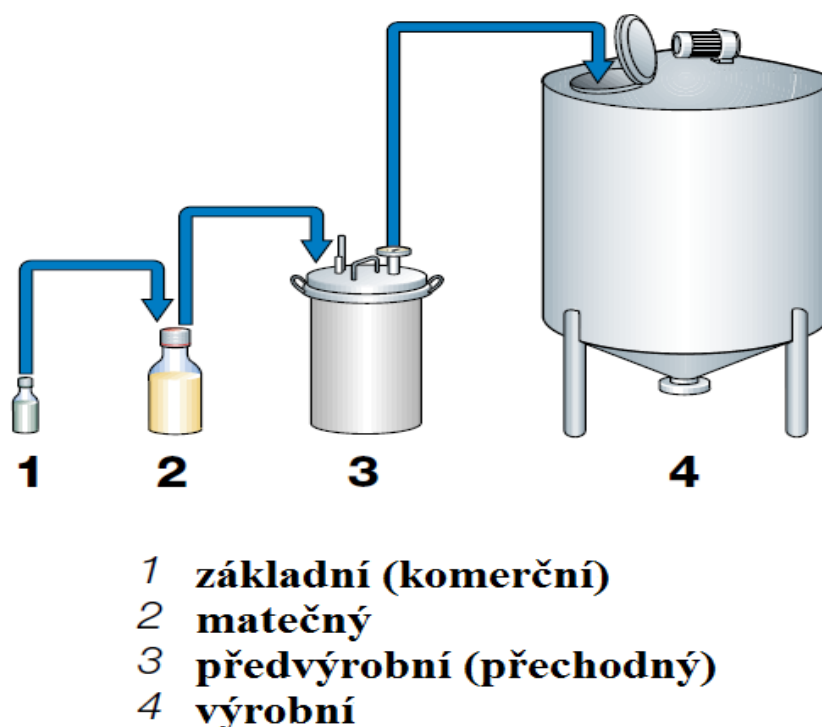 1 2 3 4
1 základní (komerční)
2 matečný
3 předvýrobní (přechodný)
4 výrobní